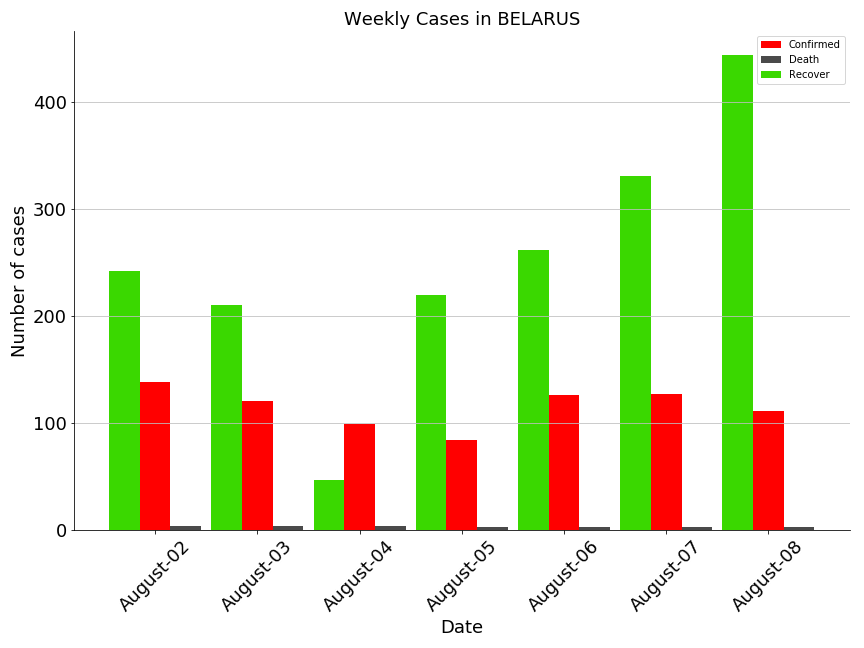 Weekly Cases in BELARUS
Confirmed
Death
Recover
Number of cases
400
300
200
100
0
August-02
August-03
August-04
August-05
August-06
August-07
August-08
Date